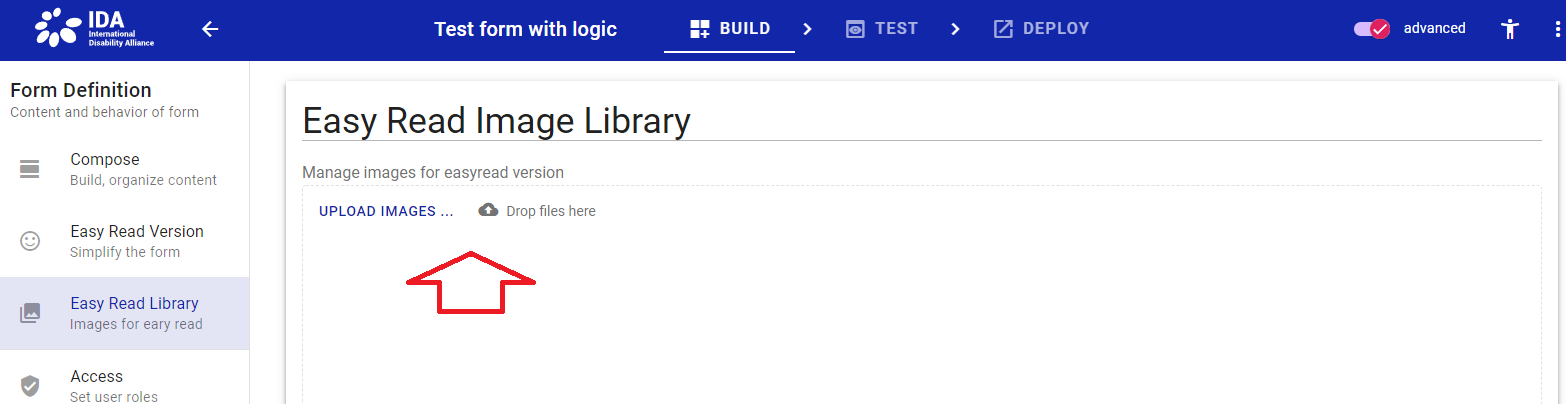 IDA
International
Disability Alliance
Test form with logic
BUILD
TEST
DEPLOY
advanced
Form Definition
Content and behavior of form
Compose
Build, organize content
Easy Read Version
Simplify the form
Easy Read Library
Images for eary read
Access
Set user roles
Easy Read Image Library
Manage images for easyread version
UPLOAD IMAGES ...
Drop files here